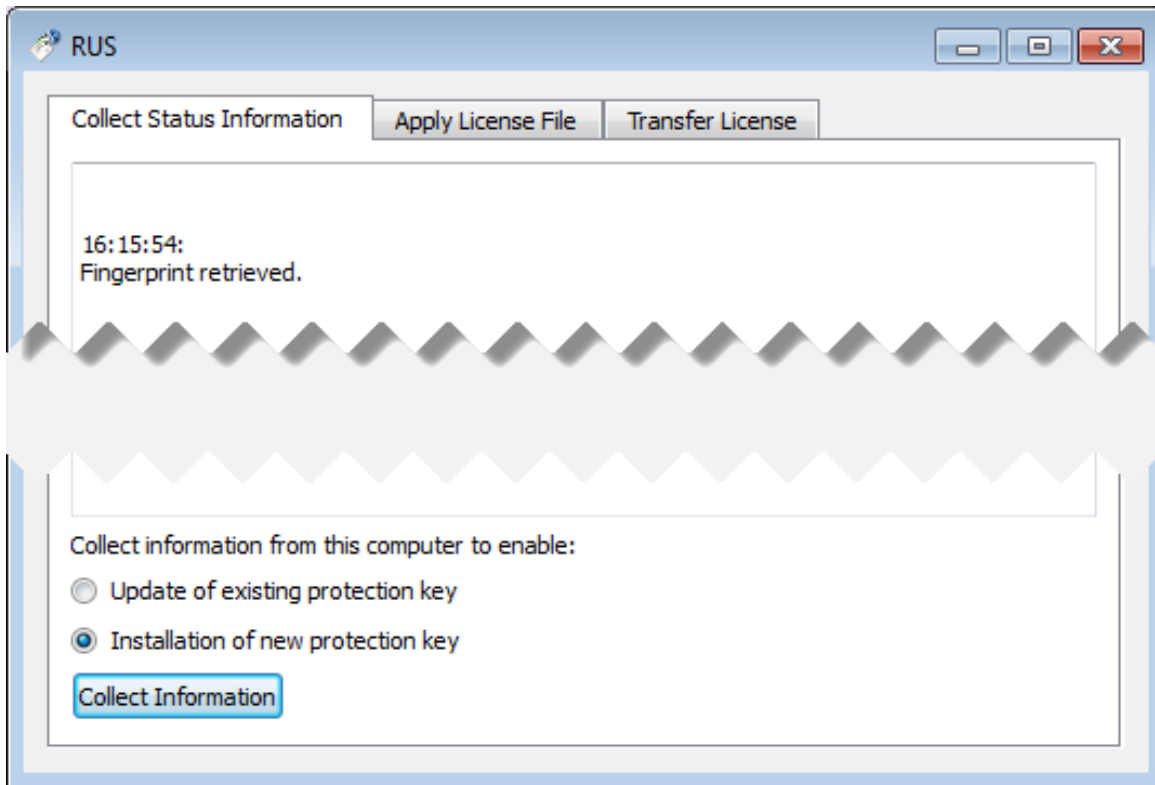 RUS
Collect Status Information Apply License File Transfer License
16:15:54:
Fingerprint retrieved.
Collect information from this computer to enable:
Update of existing protection key
Installation of new protection key
Collect Information